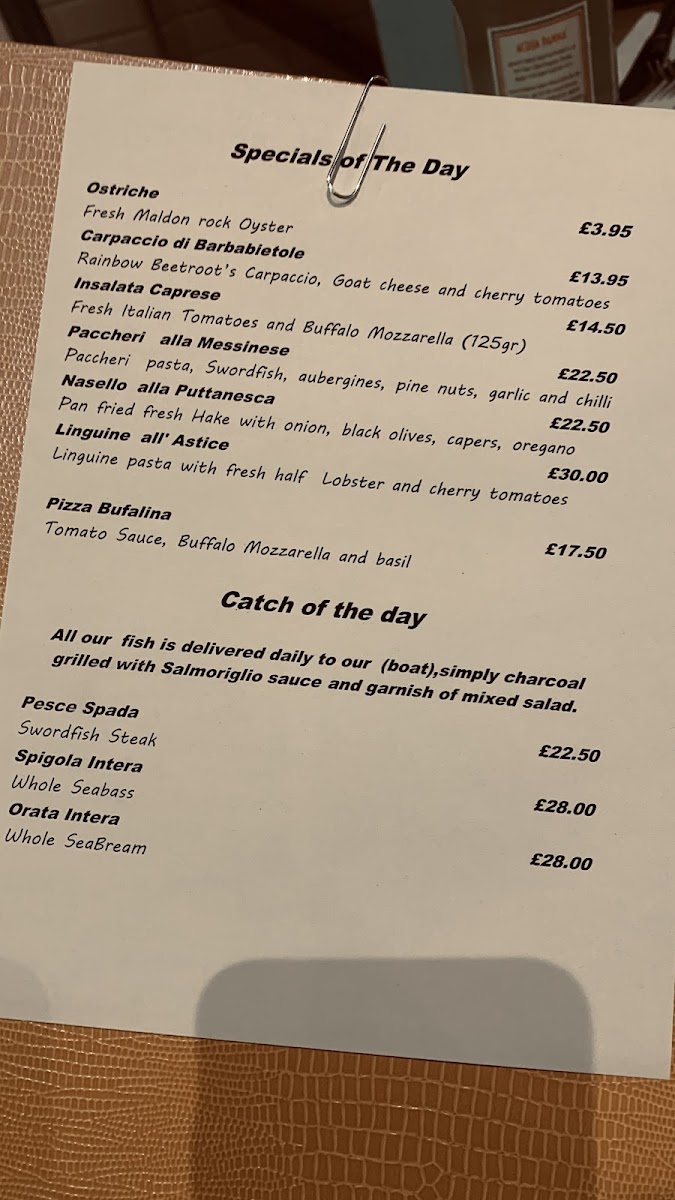 ACQUA PANNA
Specials of The Day
Ostriche
Fresh Maldon rock Oyster £3.95
Carpaccio di Barbabietole
Rainbow Beetroot's Carpaccio, Goat cheese and cherry tomatoes £13.95
Insalata Caprese
Fresh Italian Tomatoes and Buffalo Mozzarella (125gr) £14.50
Paccheri alla Messinese
Paccheri pasta, Swordfish, aubergines, pine nuts, garlic and chilli £22.50
Nasello alla Puttanesca
Pan fried fresh Hake with onion, black olives, capers, oregano £22.50
Linguine all' Astice
Linguine pasta with fresh half Lobster and cherry tomatoes £30.00
Pizza Bufalina
Tomato Sauce, Buffalo Mozzarella and basil £17.50
Catch of the day
All our fish is delivered daily to our (boat),simply charcoal
grilled with Salmoriglio sauce and garnish of mixed salad.
Pesce Spada
Swordfish Steak £22.50
Spigola Intera
Whole Seabass £28.00
Orata Intera
Whole SeaBream £28.00